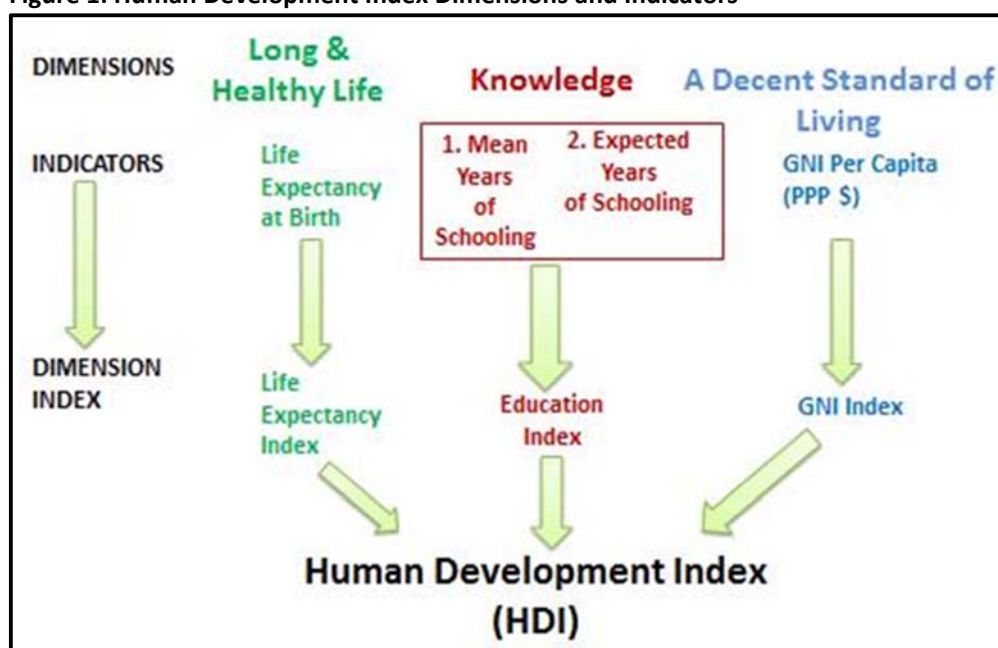 DIMENSIONS
Long &
Healthy Life
Knowledge
A Decent Standard of
Living
INDICATORS
Life
Expectancy
at Birth
1. Mean
Years
of
Schooling
2. Expected
Years
of Schooling
GNI Per Capita
(PPP $)
DIMENSION
INDEX
Life
Expectancy
Index
Education
Index
GNI Index
Human Development Index
(HDI)